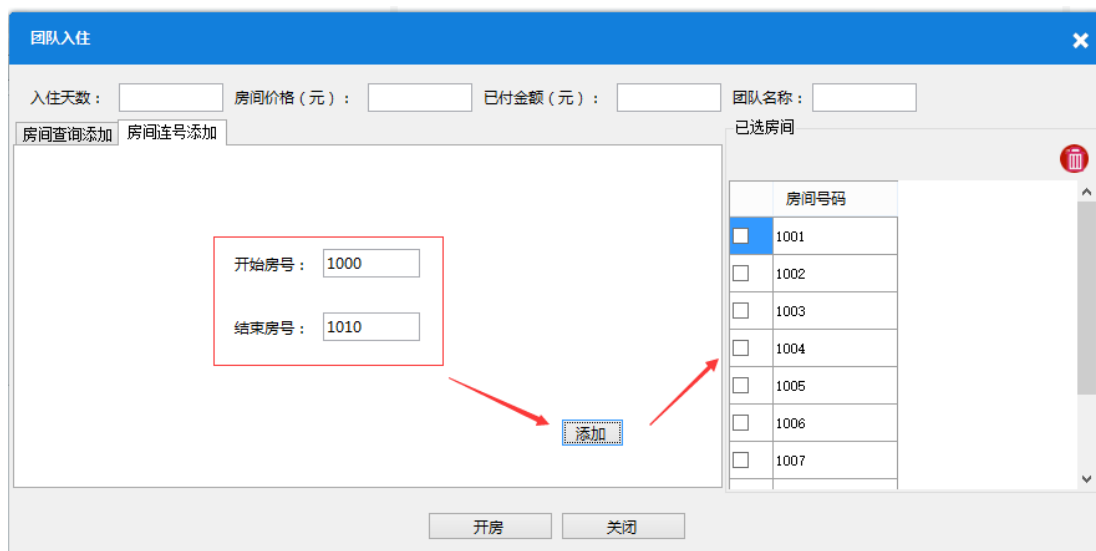 团队入住
入住天数： 房间价格（元）： 已付金额（元）： 团队名称：
房间查询添加 房间连号添加
已选房间
房间号码
开始房号： 1000
结束房号： 1010
添加
1001
1002
1003
1004
1005
1006
1007
开房 关闭